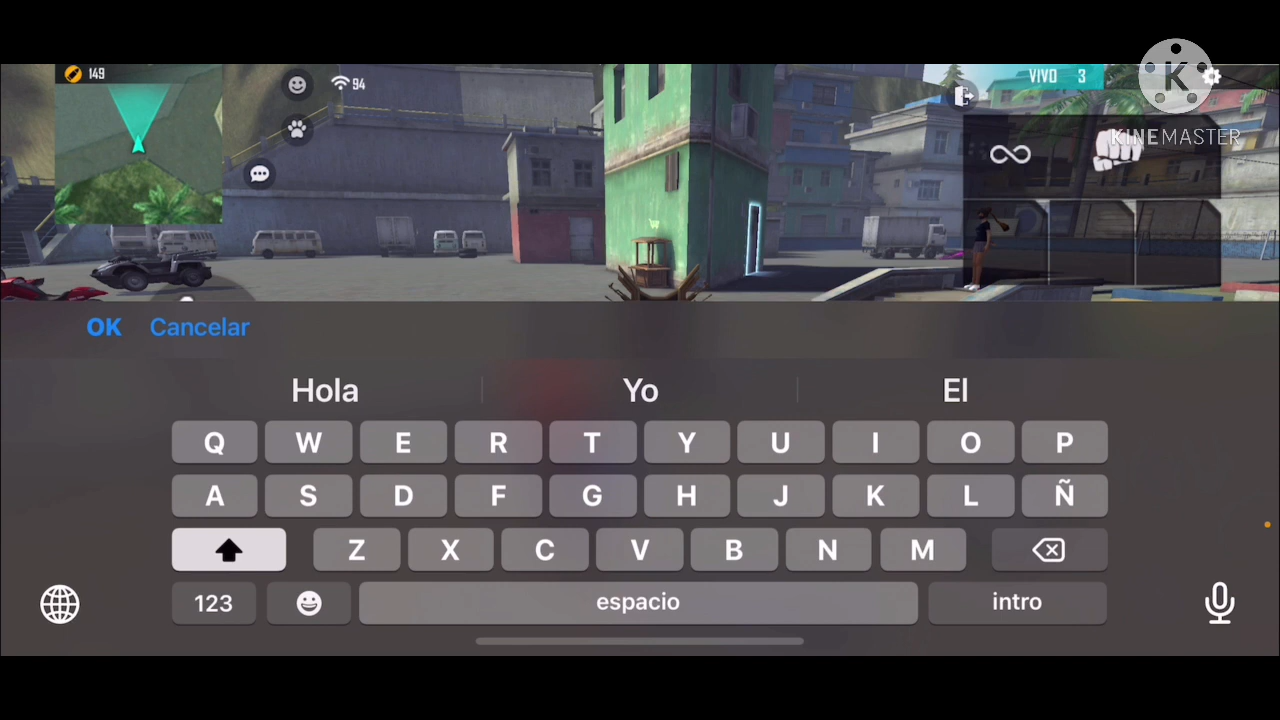 149
94
VIVO 3
K
KINEMASTER
OK Cancelar
Hola Yo El
Q W E R T Y U I O P
A S D F G H J K L Ñ
Z X C V B N M
123 espacio intro